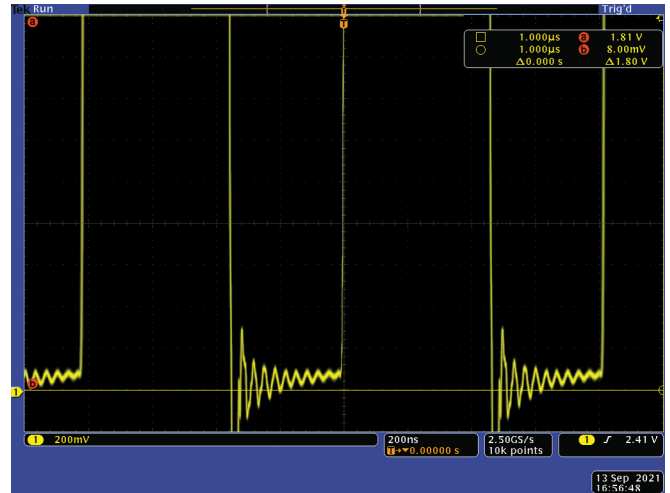 Tek Run Trig'd
a
T
1.000µs a 1.81 V
1.000µs b 8.00mV
Δ0.000 s Δ1.80 V
b
1
1 200mV
200ns
T→▼0.00000 s
2.50GS/s
10k points
1 ʃ 2.41 V
13 Sep 2021
16:56:48